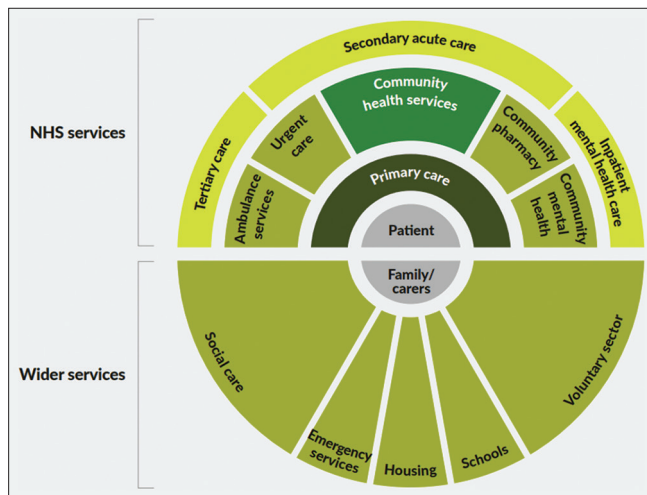 NHS services
Secondary acute care
Tertiary care
Inpatient
mental health care
Community
health services
Urgent
care
Community
pharmacy
Ambulance
services
Community
mental
health
Primary care
Patient
Family/
carers
Wider services
Social care
Emergency
services
Housing
Schools
Voluntary sector